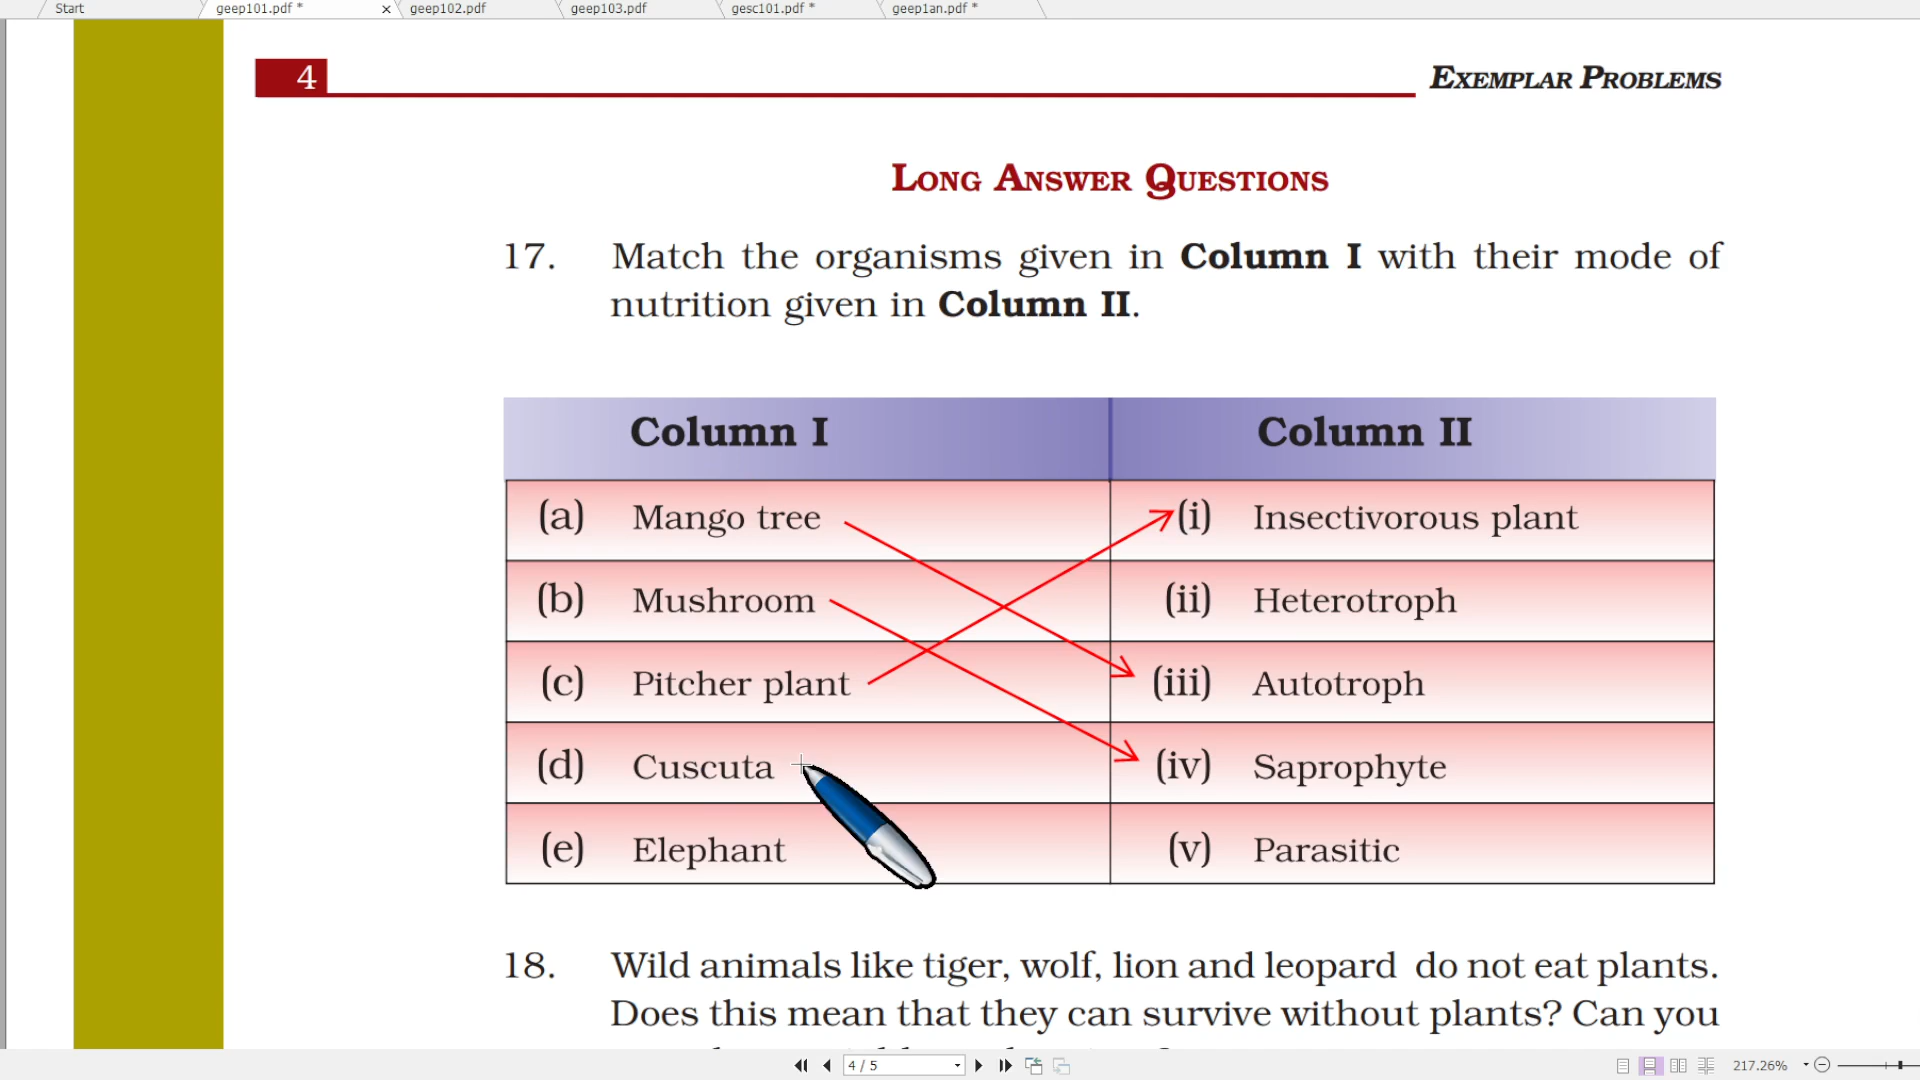 Start geep101.pdf * × geep102.pdf geep103.pdf gesc101.pdf * geep1an.pdf *
4 EXEMPLAR PROBLEMS
LONG ANSWER QUESTIONS
17. Match the organisms given in Column I with their mode of
nutrition given in Column II.
Column I Column II
(a) Mango tree (i) Insectivorous plant
(b) Mushroom (ii) Heterotroph
(c) Pitcher plant (iii) Autotroph
(d) Cuscuta (iv) Saprophyte
(e) Elephant (v) Parasitic
18. Wild animals like tiger, wolf, lion and leopard do not eat plants.
Does this mean that they can survive without plants? Can you
4 / 5 217.26%